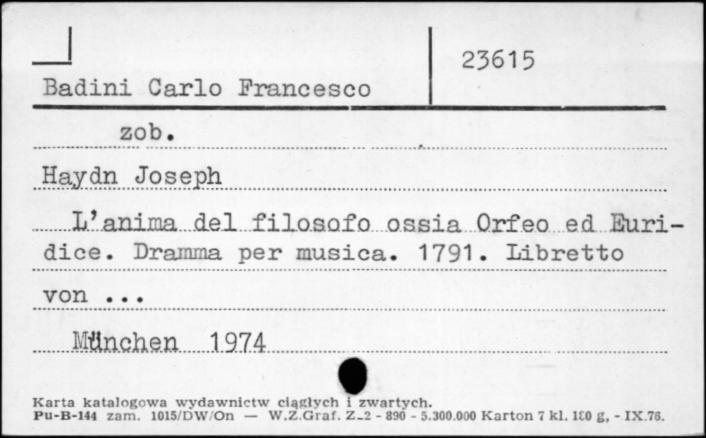 23615
Badini Carlo Francesco
zob.
Haydn Joseph
L'anima del filosofo ossia Orfeo ed Euri-
dice. Dramma per musica. 1791. Libretto
von ...
München 1974
Karta katalogowa wydawnictw ciągłych i zwartych.
Pu-B-144 zam. 1015/DW/On — W.Z.Graf. Z-2 - 890 - 5.300.000 Karton 7 kl. 180 g, - IX.76.